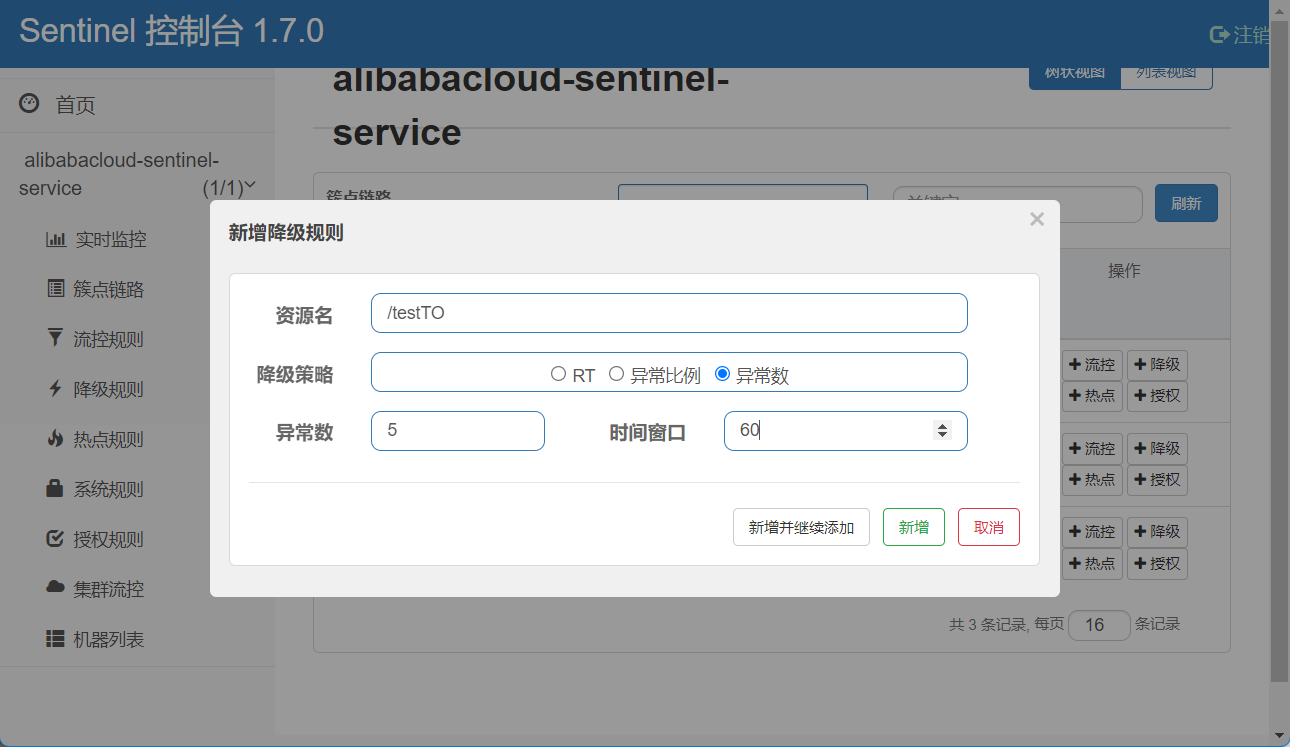 Sentinel 控制台 1.7.0
注销
首页
alibabacloud-sentinel-
service
(1/1)
实时监控
簇点链路
流控规则
降级规则
热点规则
系统规则
授权规则
集群流控
机器列表
alibabacloud-sentinel-
service
树状视图
列表视图
簇点链路
关键字
刷新
操作
新增降级规则
×
资源名
/testTO
降级策略
RT 异常比例 异常数
异常数
5
时间窗口
60
新增并继续添加
新增
取消
流控
降级
热点
授权
流控
降级
热点
授权
流控
降级
热点
授权
共 3 条记录, 每页 16 条记录